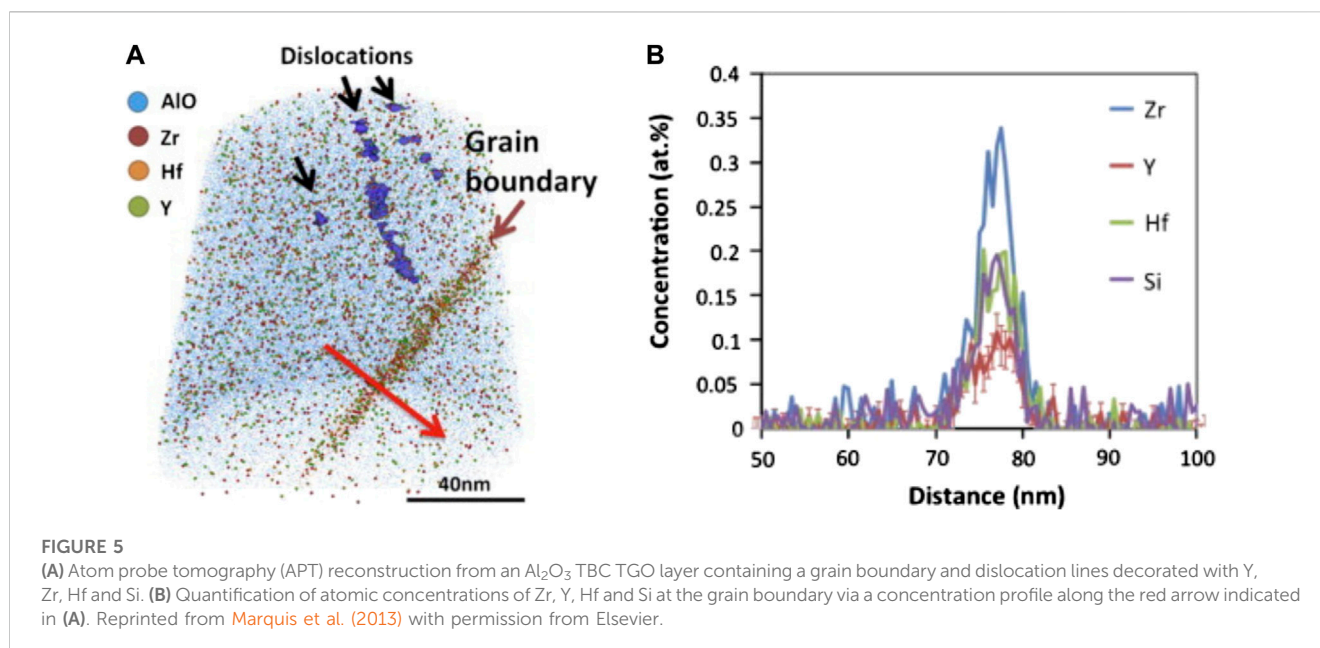 A
Dislocations
AlO
Zr
Hf
Y
Grain
boundary
40nm
B
Concentration (at.%)
0.4
0.35
0.3
0.25
0.2
0.15
0.1
0.05
0
50
60
70
80
90
100
Distance (nm)
Zr
Y
Hf
Si
FIGURE 5
(A) Atom probe tomography (APT) reconstruction from an Al₂O₃ TBC TGO layer containing a grain boundary and dislocation lines decorated with Y,
Zr, Hf and Si. (B) Quantification of atomic concentrations of Zr, Y, Hf and Si at the grain boundary via a concentration profile along the red arrow indicated
in (A). Reprinted from Marquis et al. (2013) with permission from Elsevier.